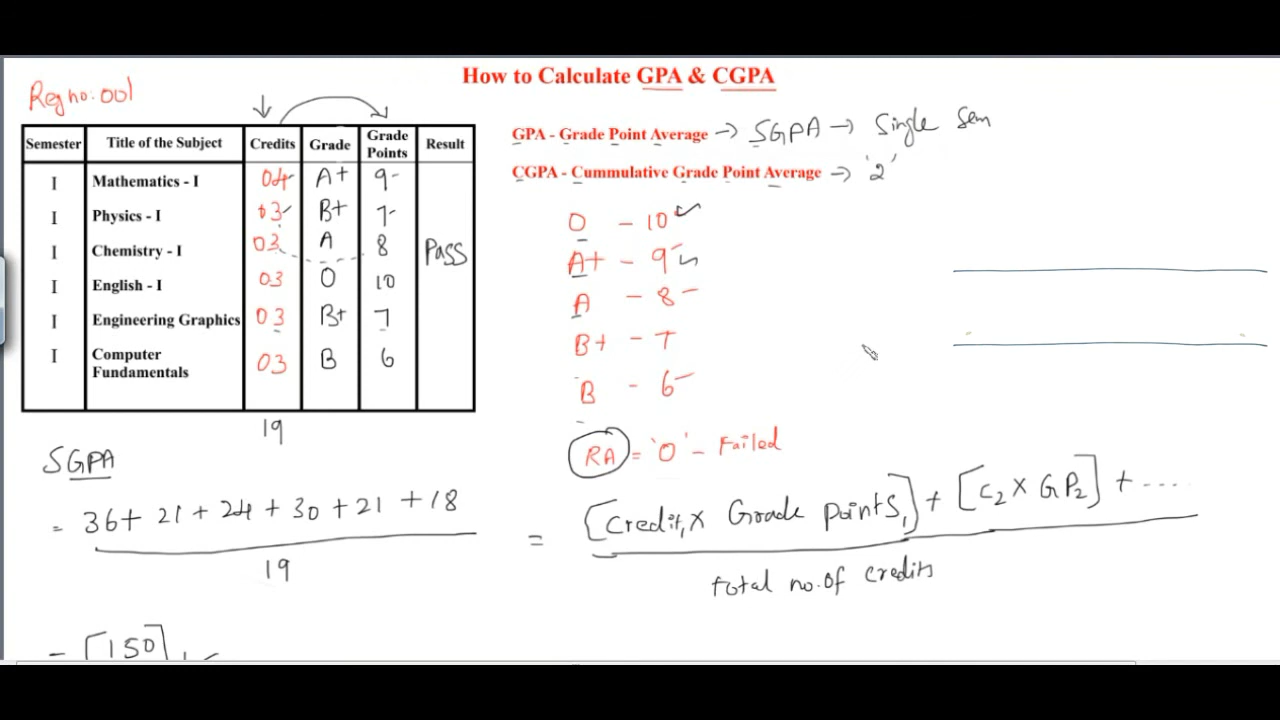 How to Calculate GPA & CGPA
Reg no: 001
Semester Title of the Subject Credits Grade Grade Points Result
I Mathematics - I 04 A+ 9
I Physics - I 03 B+ 7
I Chemistry - I 03 A 8 Pass
I English - I 03 O 10
I Engineering Graphics 03 B+ 7
I Computer Fundamentals 03 B 6
19
GPA - Grade Point Average → SGPA → Single Sem
CGPA - Cummulative Grade Point Average → '2'
O - 10
A+ - 9
A - 8
B+ - 7
B - 6
RA = '0' - Failed
SGPA
= 36+ 21 + 24 + 30 + 21 + 18
19
= [150]
= [Credit1 X Grade points1] + [C2 X GP2] + ....
total no. of credits